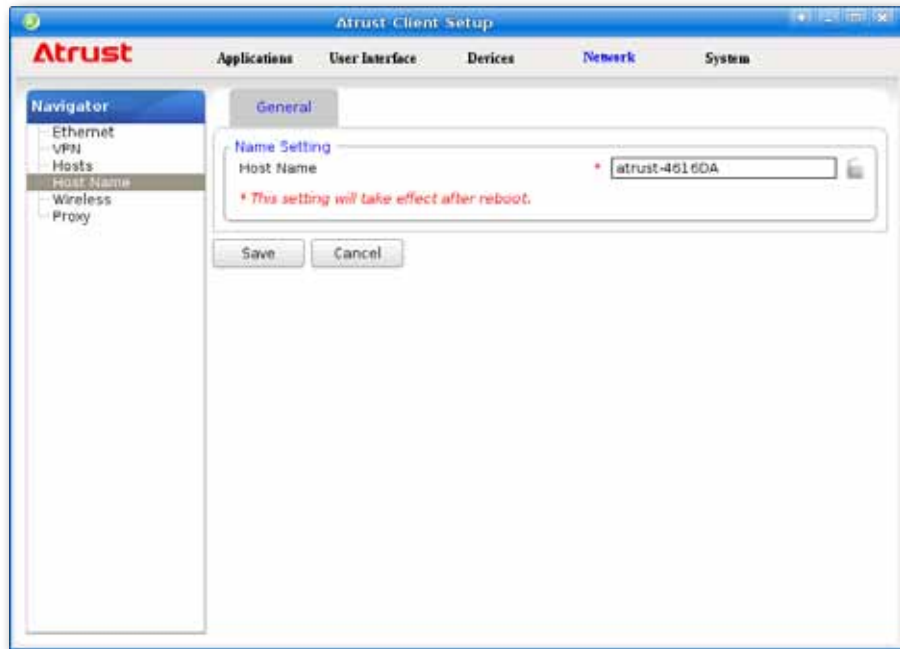 Atrust Client Setup
Atrust
Applications User Interface Devices Network System
Navigator
Ethernet
VPN
Hosts
Host Name
Wireless
Proxy
General
Name Setting
Host Name * atrust-4616DA
* This setting will take effect after reboot.
Save Cancel